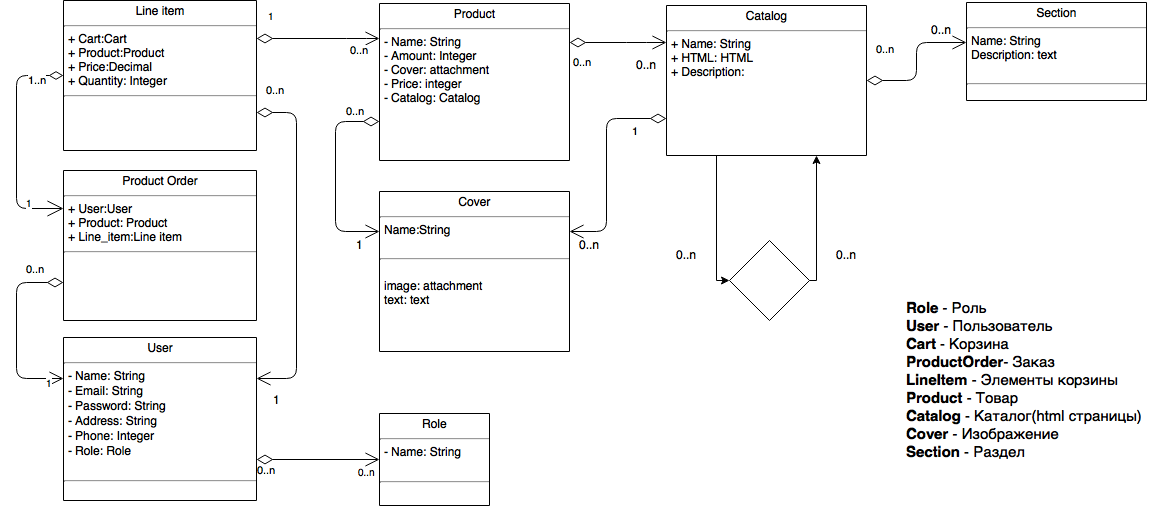 Line item
+ Cart:Cart
+ Product:Product
+ Price:Decimal
+ Quantity: Integer
1
0..n
1..n
0..n
Product
- Name: String
- Amount: Integer
- Cover: attachment
- Price: integer
- Catalog: Catalog
0..n
0..n
0..n
Catalog
+ Name: String
+ HTML: HTML
+ Description:
0..n
0..n
1
Section
Name: String
Description: text
Product Order
+ User:User
+ Product: Product
+ Line_item:Line item
1
0..n
Cover
Name:String
image: attachment
text: text
1
0..n
0..n
0..n
User
- Name: String
- Email: String
- Password: String
- Address: String
- Phone: Integer
- Role: Role
1
1
0..n
0..n
Role
- Name: String
Role - Роль
User - Пользователь
Cart - Корзина
ProductOrder- Заказ
LineItem - Элементы корзины
Product - Товар
Catalog - Каталог(html страницы)
Cover - Изображение
Section - Раздел